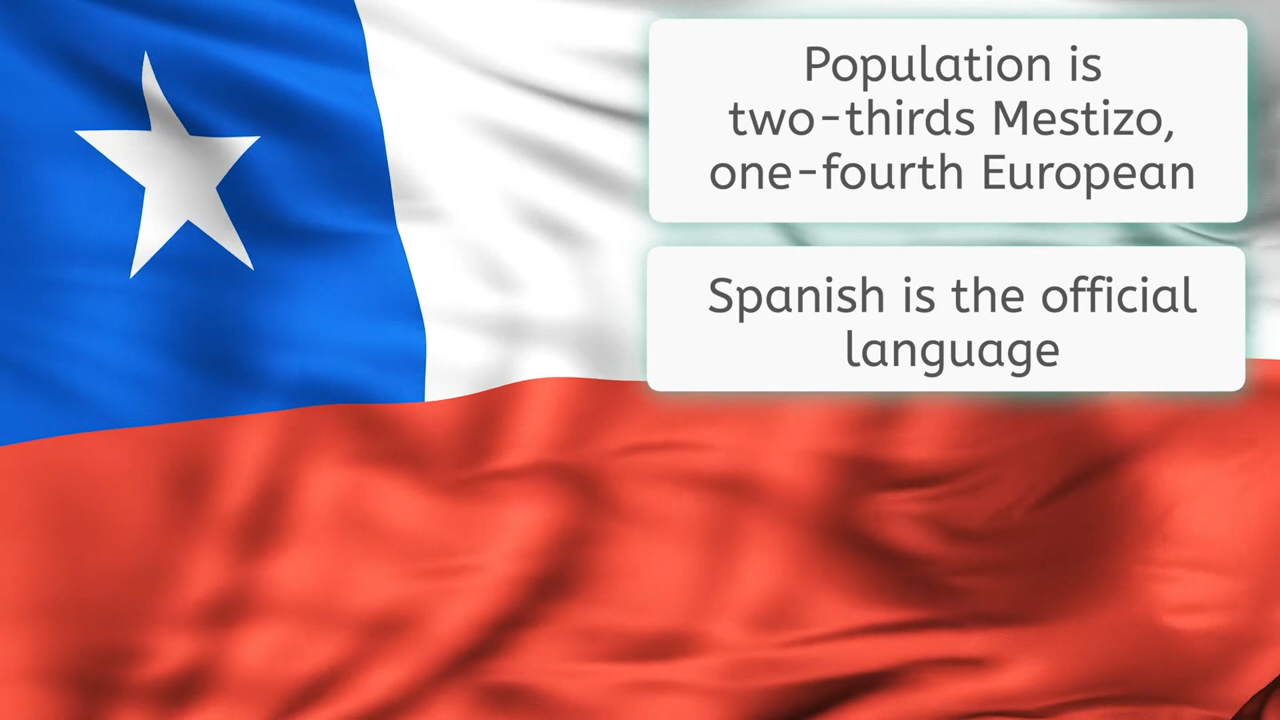 Population is
two-thirds Mestizo,
one-fourth European
Spanish is the official
language